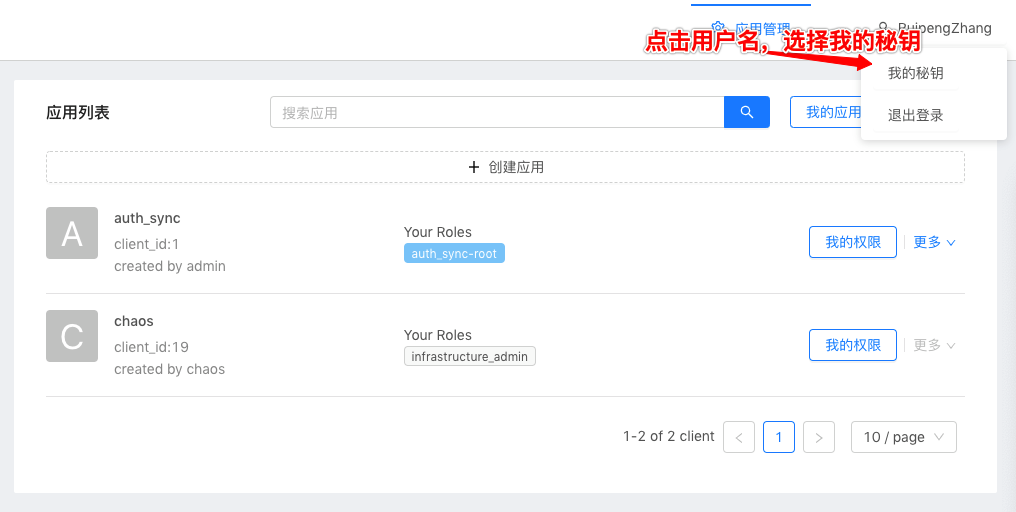 应用管理
RuipengZhang
点击用户名，选择我的秘钥
我的秘钥
退出登录
应用列表
搜索应用
我的应用
+ 创建应用
A
auth_sync
client_id:1
created by admin
Your Roles
auth_sync-root
我的权限
更多
C
chaos
client_id:19
created by chaos
Your Roles
infrastructure_admin
我的权限
更多
1-2 of 2 client
<
1
>
10 / page